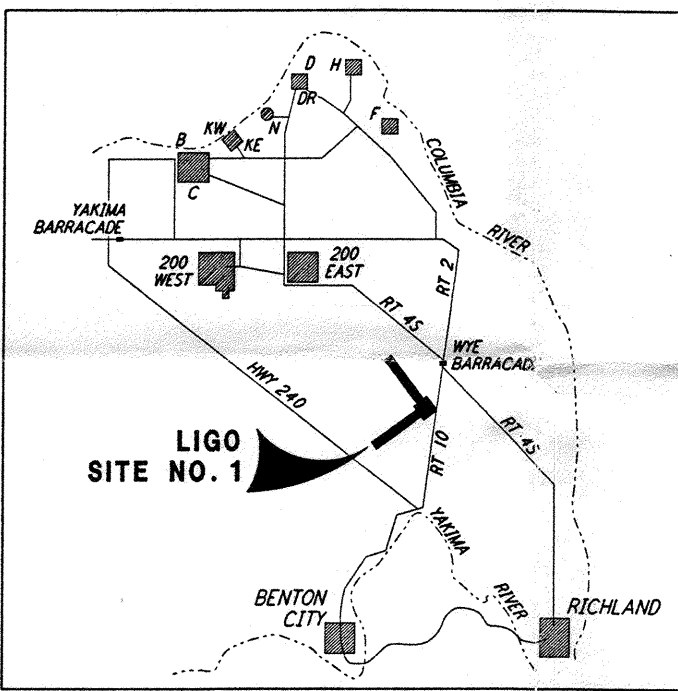 D
H
DR
N
F
KW
KE
B
C
COLUMBIA
RIVER
YAKIMA
BARRACADE
200
WEST
200
EAST
RT 2
RT 4S
WYE
BARRACAD
HWY 240
LIGO
SITE NO. 1
RT 10
RT 4S
YAKIMA
RIVER
BENTON
CITY
RICHLAND